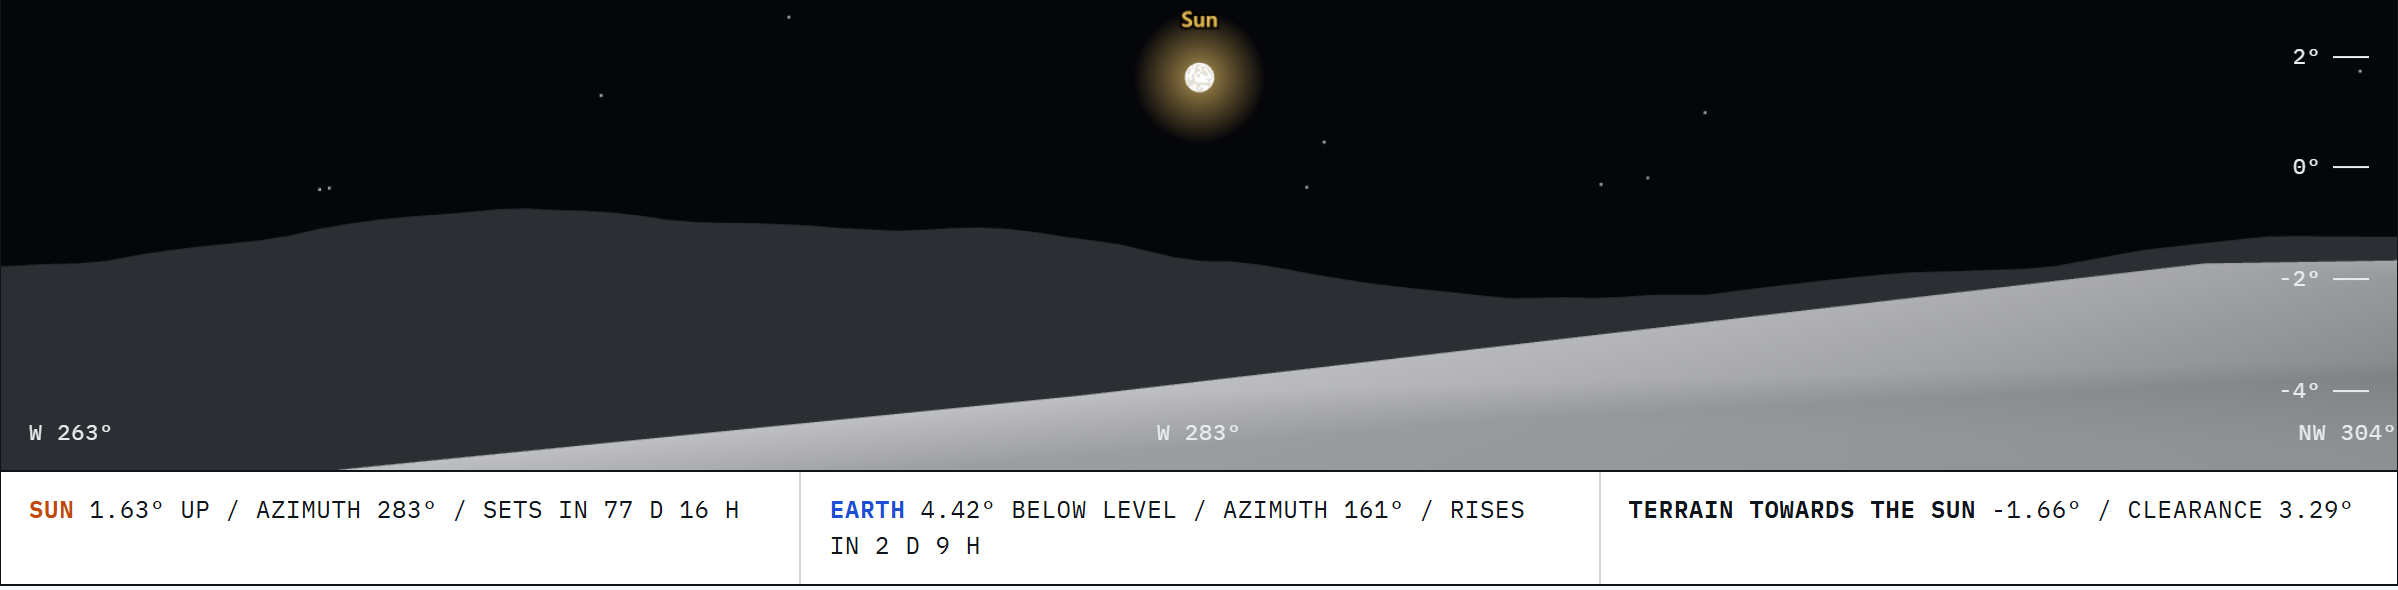 Sun
2°
0°
-2°
-4°
W 263°
W 283°
NW 304°
SUN 1.63° UP / AZIMUTH 283° / SETS IN 77 D 16 H
EARTH 4.42° BELOW LEVEL / AZIMUTH 161° / RISES
IN 2 D 9 H
TERRAIN TOWARDS THE SUN -1.66° / CLEARANCE 3.29°